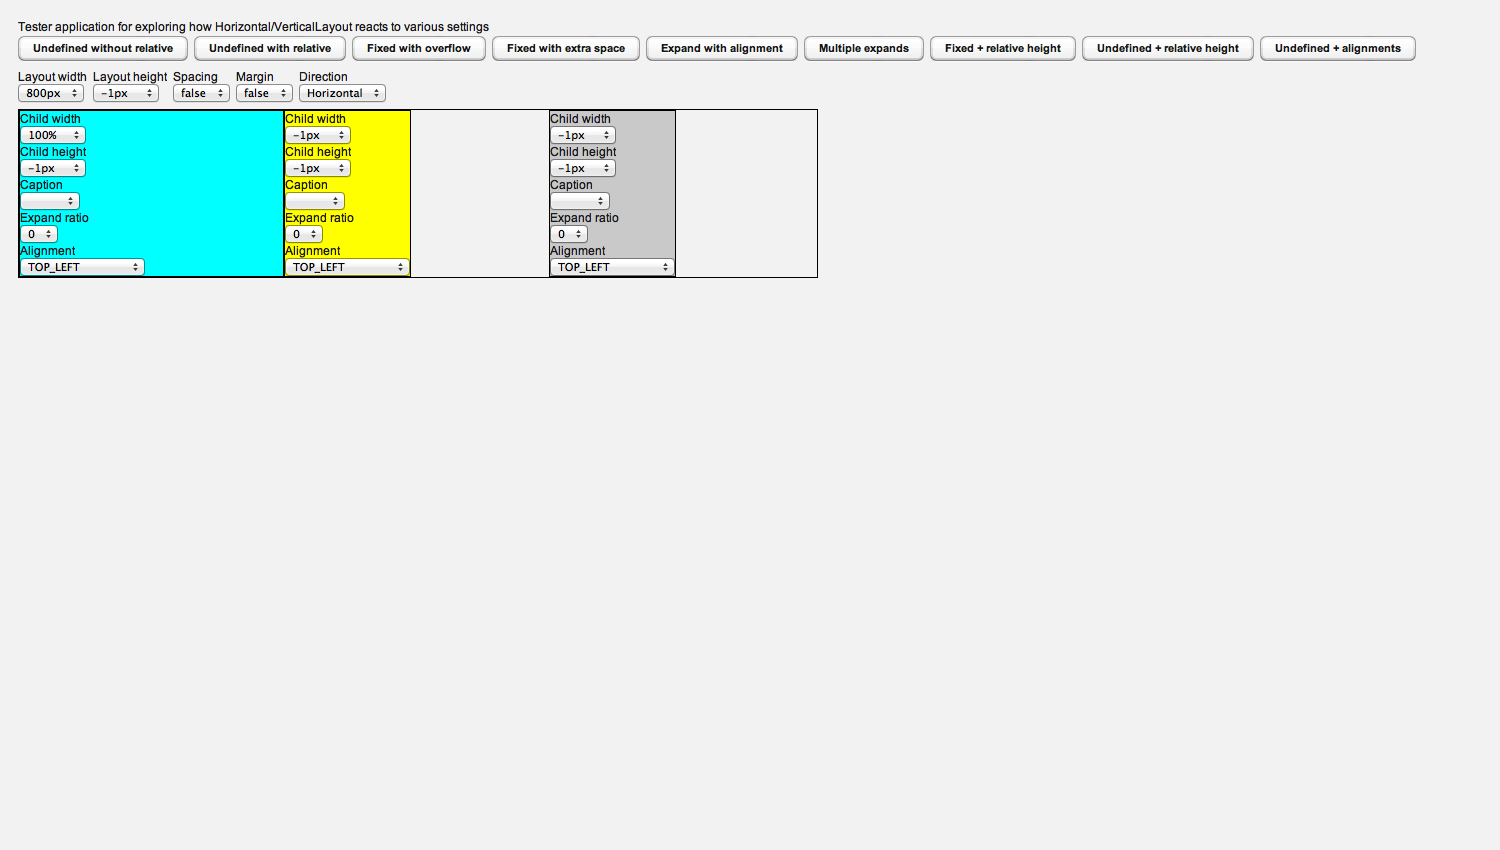 Tester application for exploring how Horizontal/VerticalLayout reacts to various settings
Undefined without relative Undefined with relative Fixed with overflow Fixed with extra space Expand with alignment Multiple expands Fixed + relative height Undefined + relative height Undefined + alignments
Layout width Layout height Spacing Margin Direction
800px -1px false false Horizontal
Child width Child width Child width
100% -1px -1px
Child height Child height Child height
-1px -1px -1px
Caption Caption Caption
Expand ratio Expand ratio Expand ratio
0 0 0
Alignment Alignment Alignment
TOP_LEFT TOP_LEFT TOP_LEFT